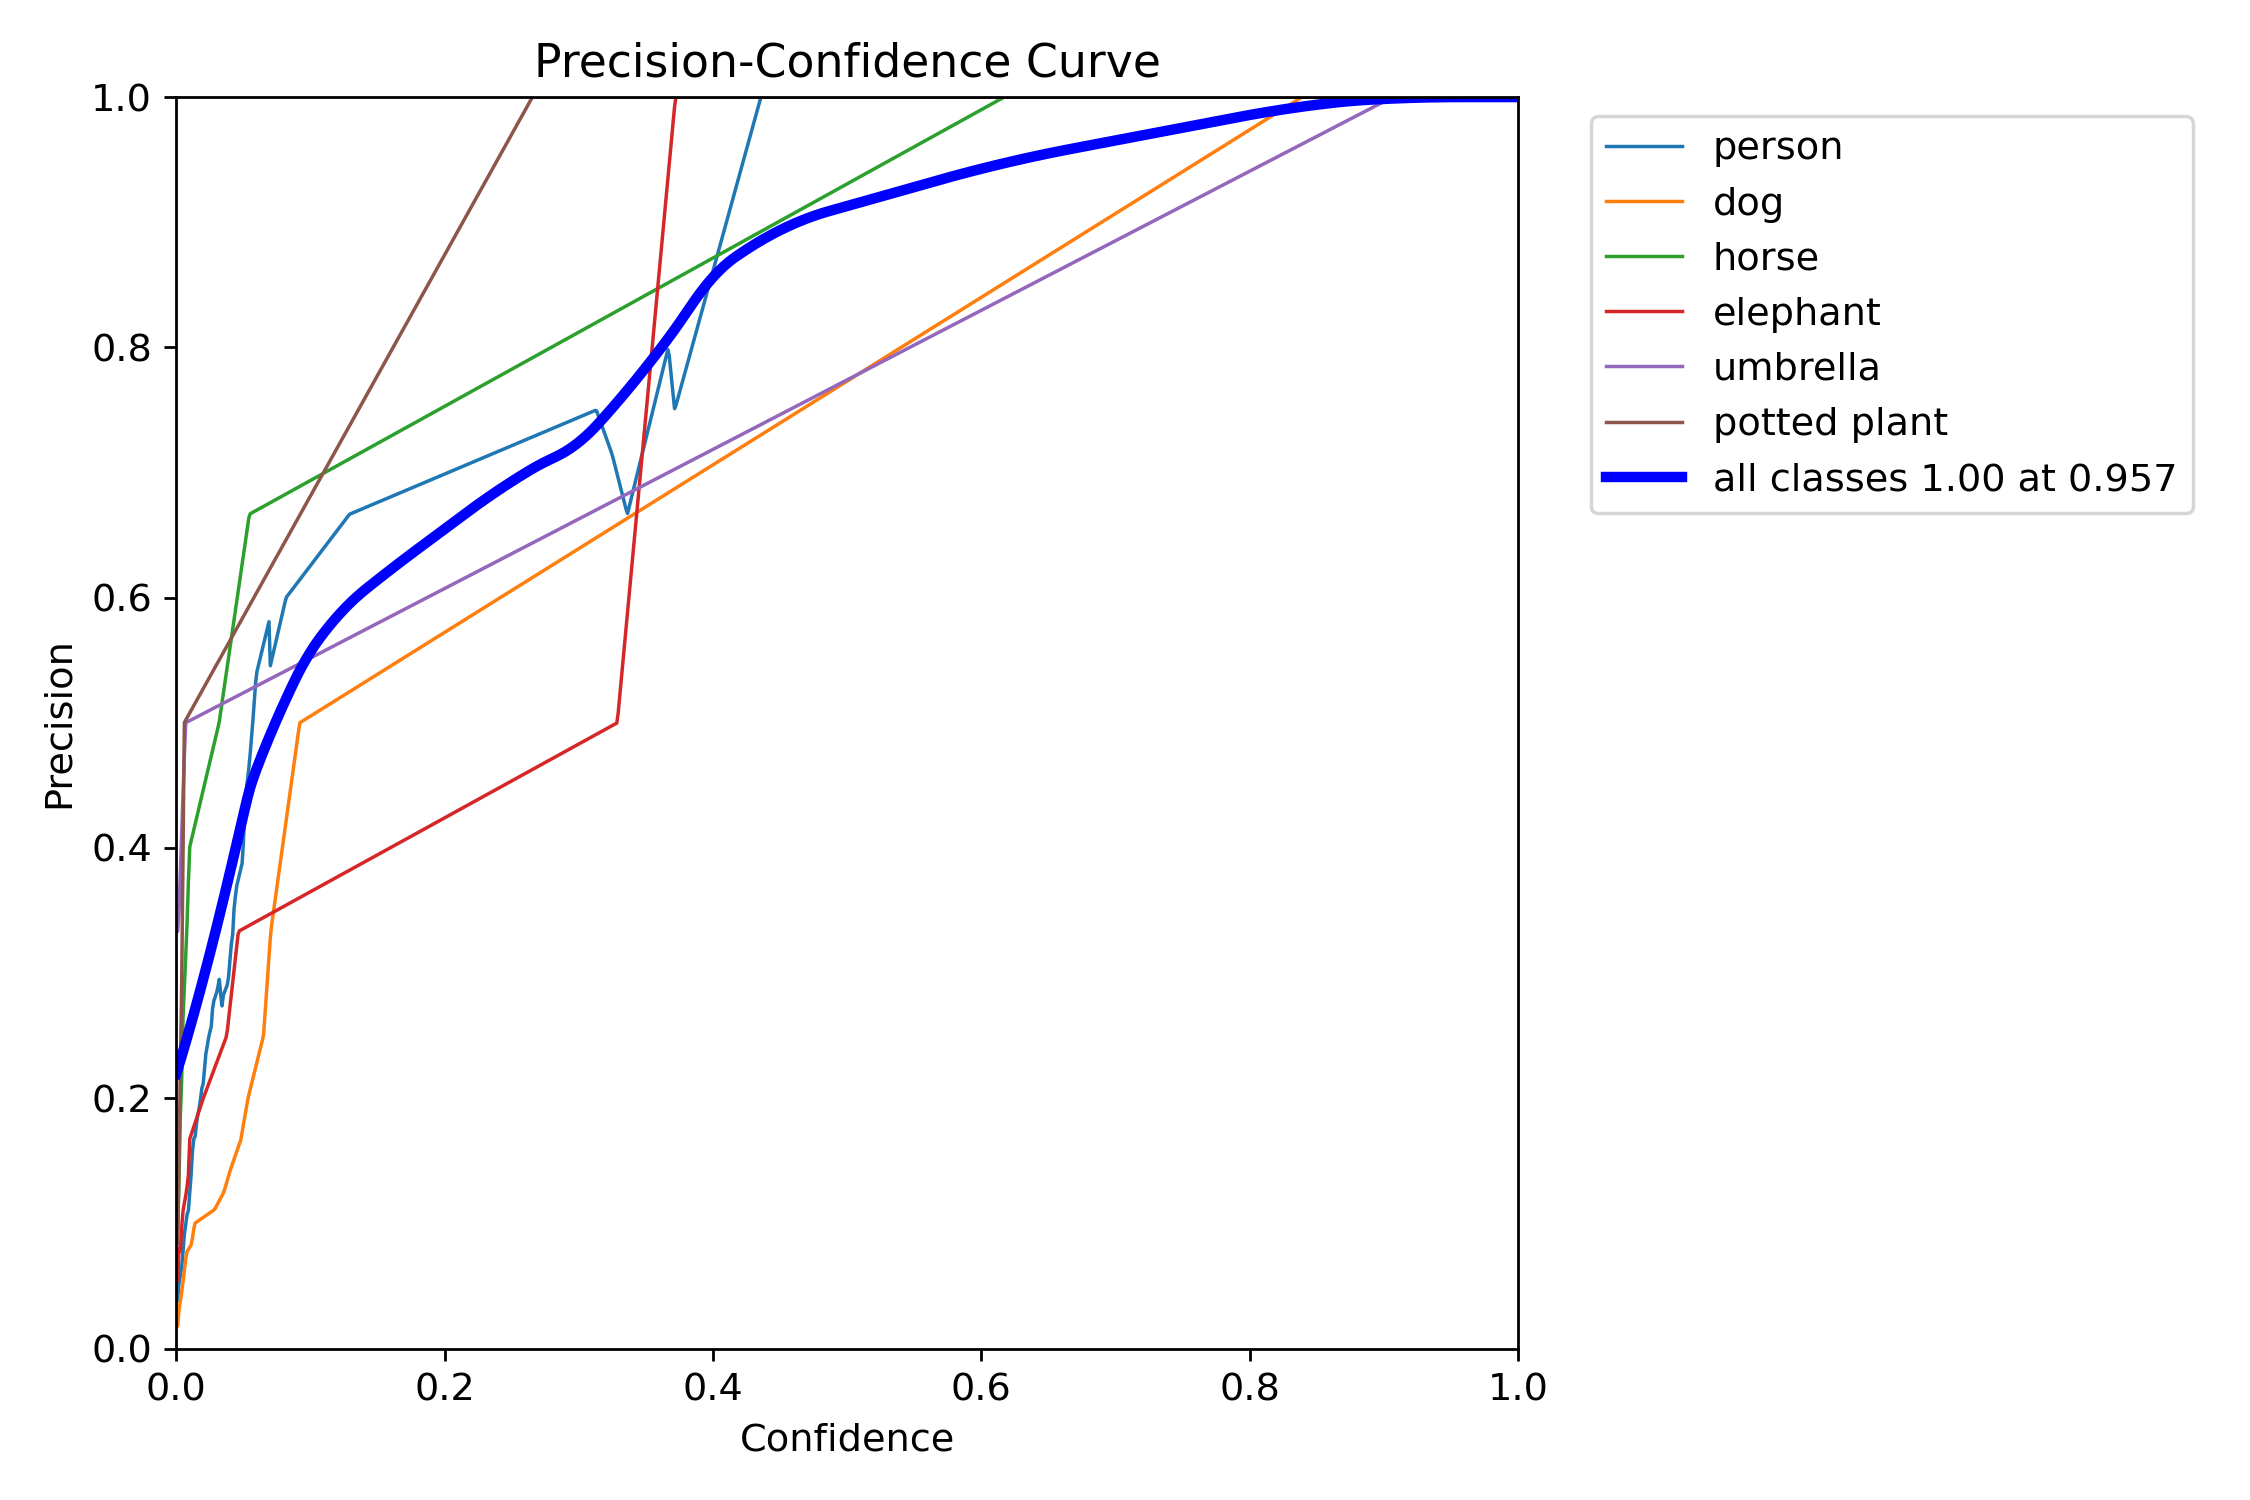 Precision-Confidence Curve
1.0
0.8
0.6
0.4
0.2
0.0
Precision
0.0 0.2 0.4 0.6 0.8 1.0
Confidence
person
dog
horse
elephant
umbrella
potted plant
all classes 1.00 at 0.957